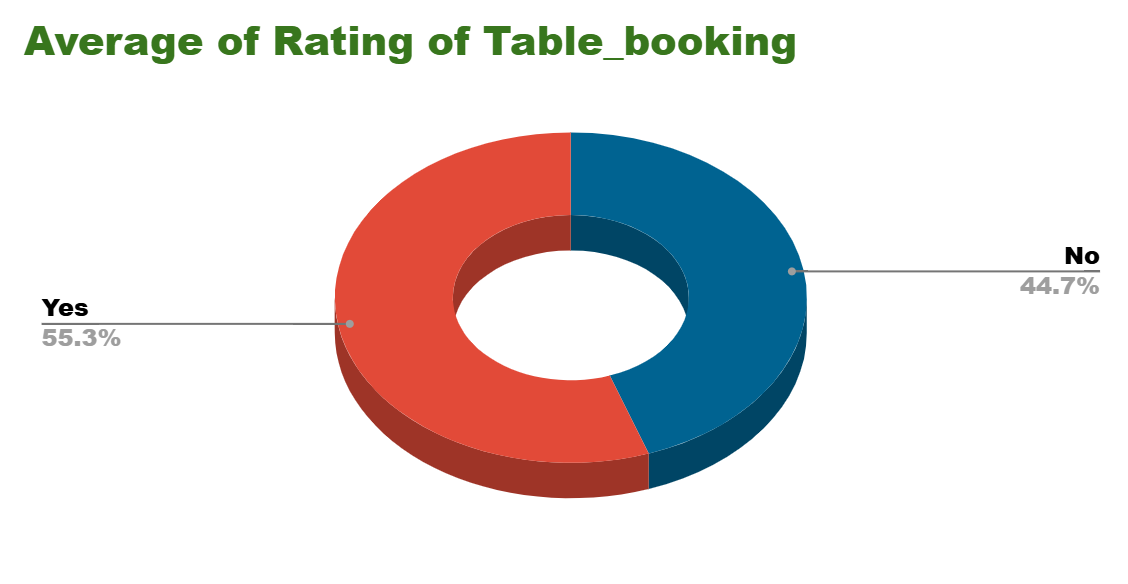 Average of Rating of Table_booking
No
44.7%
Yes
55.3%